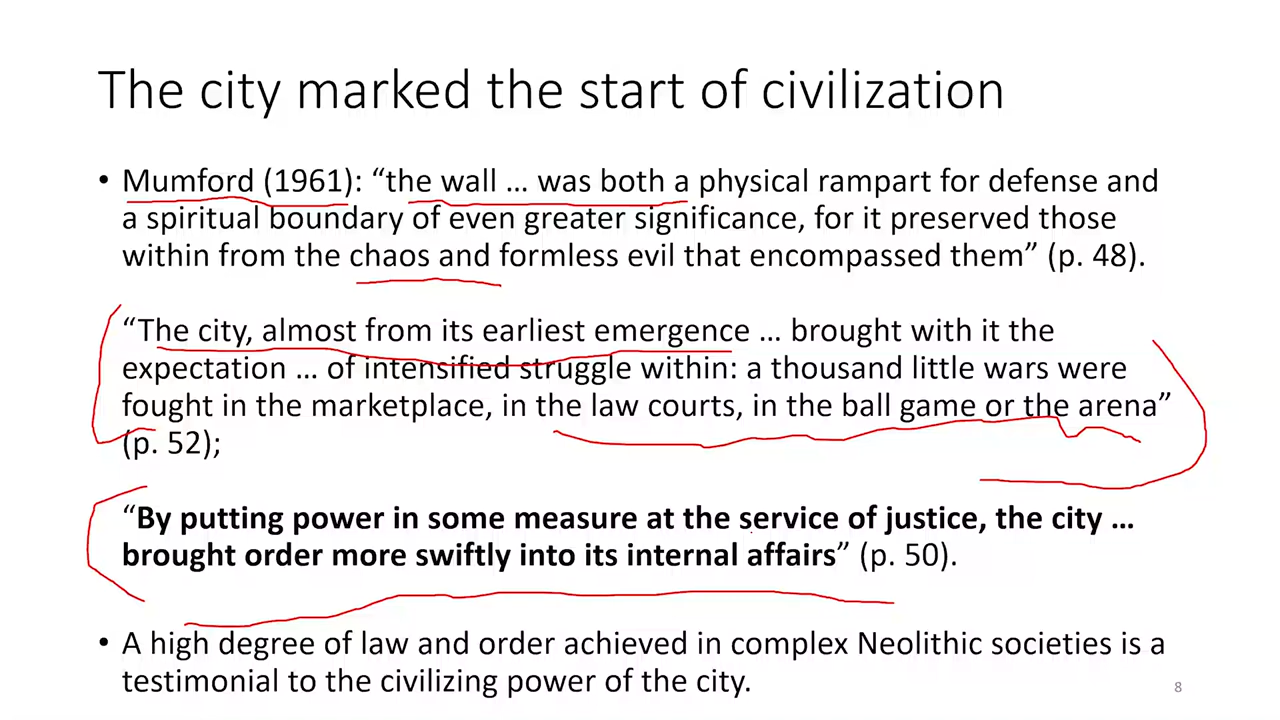 The city marked the start of civilization
• Mumford (1961): “the wall … was both a physical rampart for defense and
a spiritual boundary of even greater significance, for it preserved those
within from the chaos and formless evil that encompassed them” (p. 48).
“The city, almost from its earliest emergence … brought with it the
expectation … of intensified struggle within: a thousand little wars were
fought in the marketplace, in the law courts, in the ball game or the arena”
(p. 52);
“By putting power in some measure at the service of justice, the city …
brought order more swiftly into its internal affairs” (p. 50).
• A high degree of law and order achieved in complex Neolithic societies is a
testimonial to the civilizing power of the city.
8